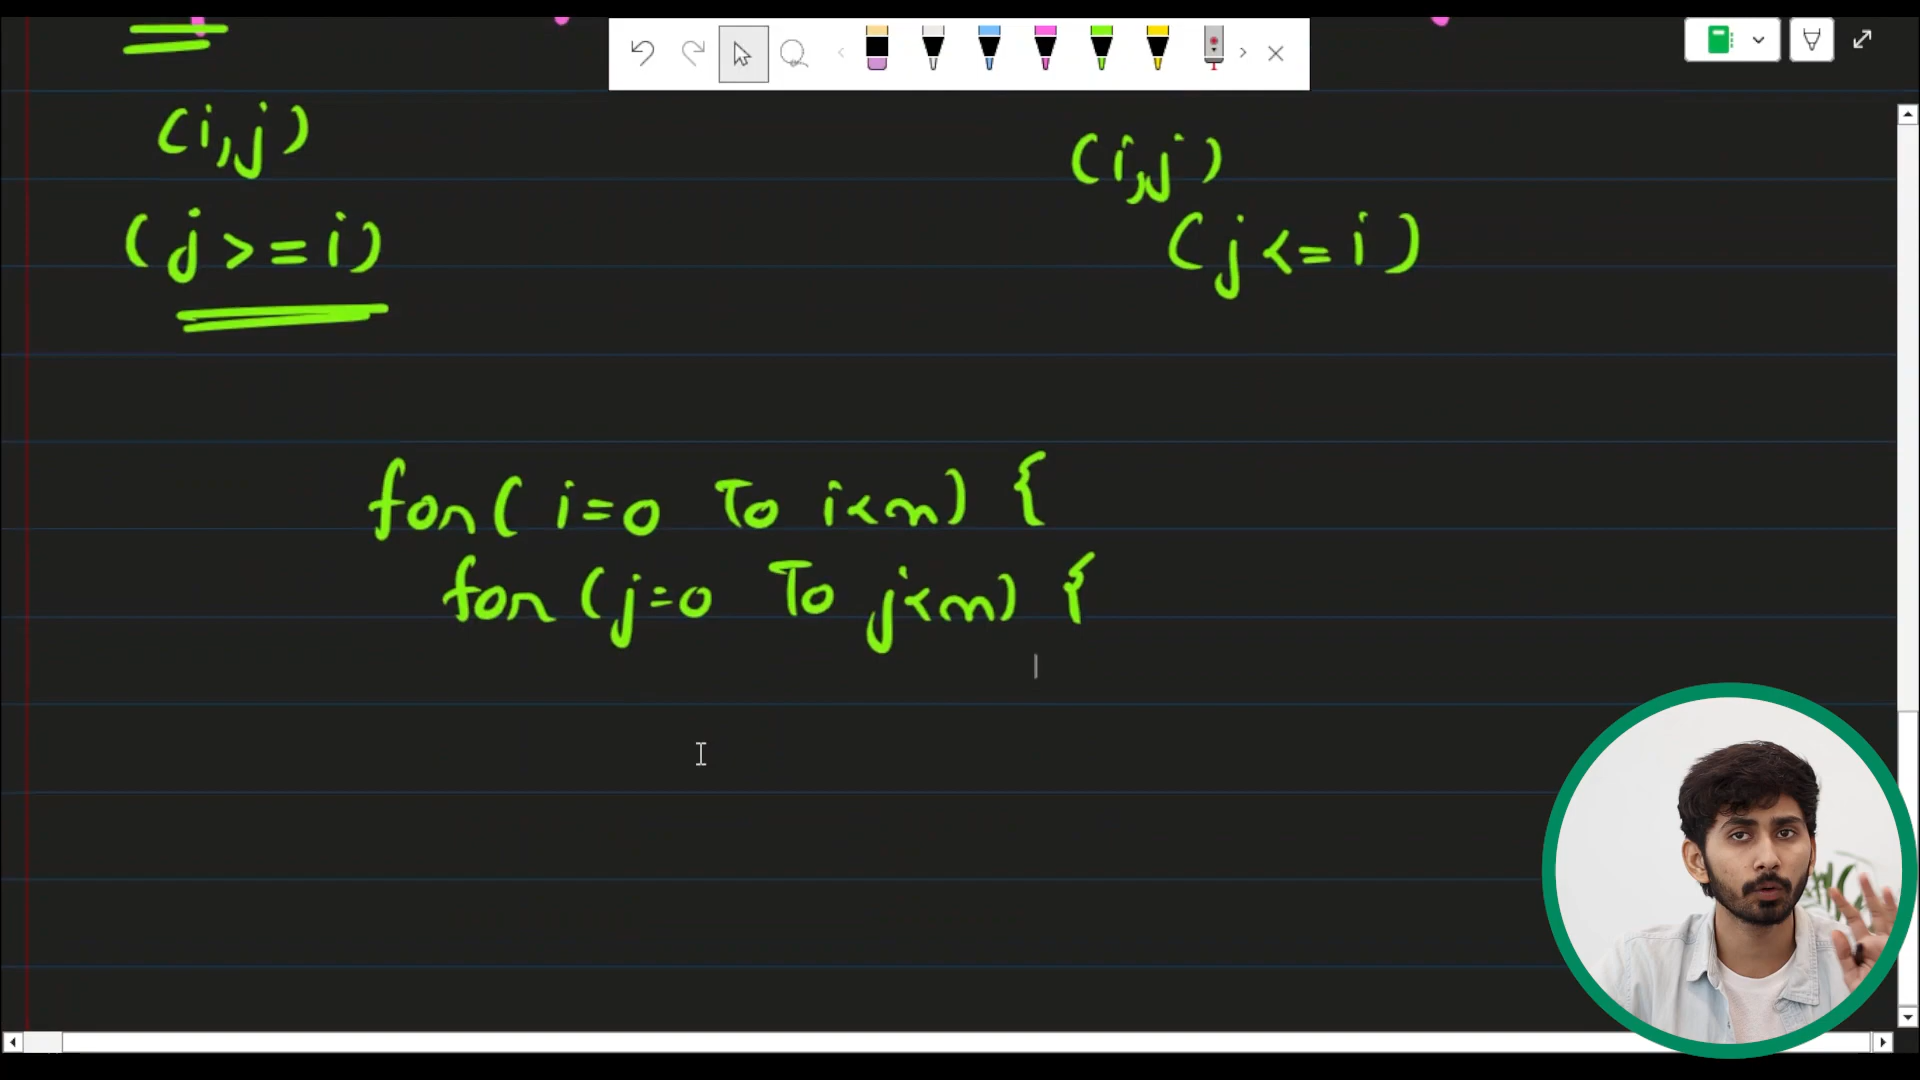 (i,j)
(j>=i)
(i,j)
(j<=i)
for( i=0 To i<n) {
for (j=0 To j<n) {